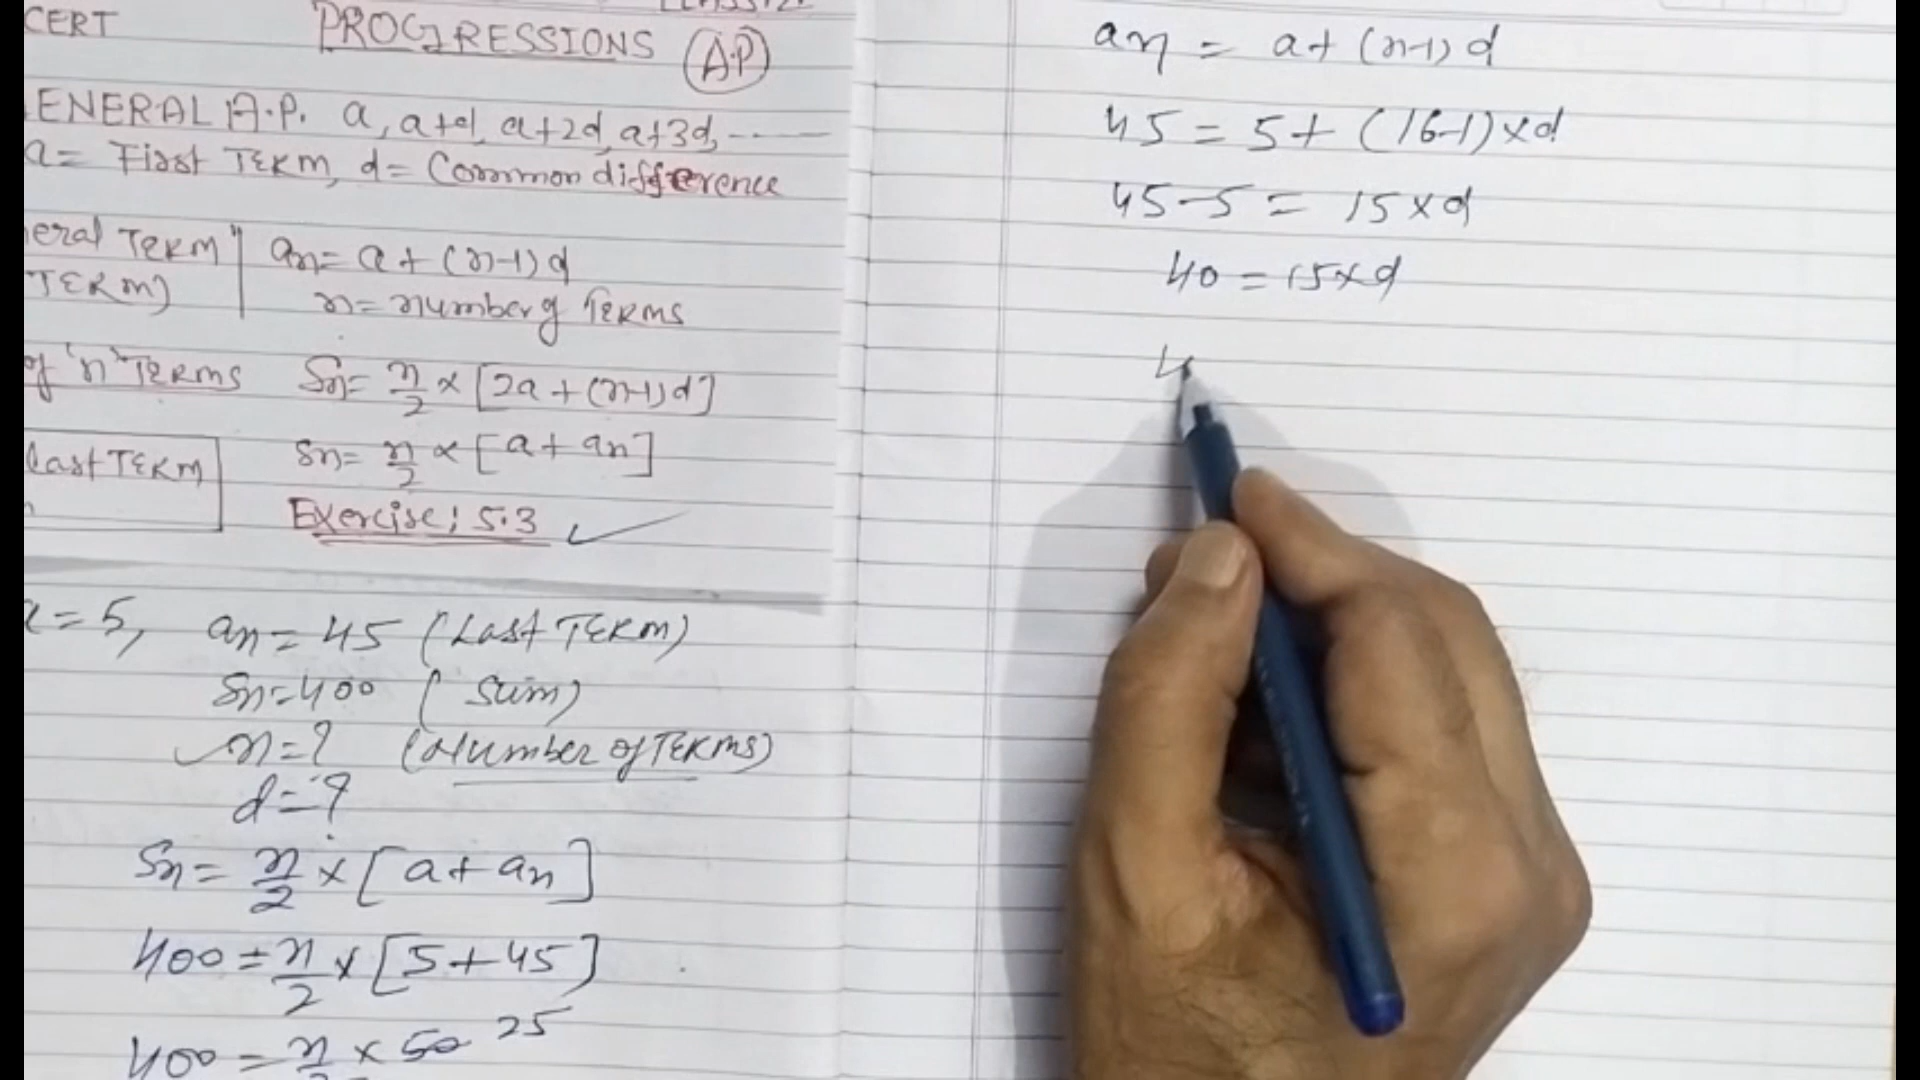 CERT PROGRESSIONS (A.P)
ENERAL A.P. a, a+d, a+2d, a+3d, -----
a = First TERM, d = Common difference
eral TERM" an = a + (n-1) d
TERM) n = number of TERMS
of 'n' TERMS Sn = n/2 × [2a + (n-1) d]
Last TERM Sn = n/2 × [a + an]
Exercise: 5.3 ✓
= 5, an = 45 (Last TERM)
Sn = 400 ( Sum)
✓ n = ? (Number of TERMS)
d = ?
Sn = n/2 × [a + an]
400 = n/2 × [5 + 45]
400 = n/2 × 50 25
an = a + (n-1) d
45 = 5 + (16-1) × d
45 - 5 = 15 × d
40 = 15 × d
4